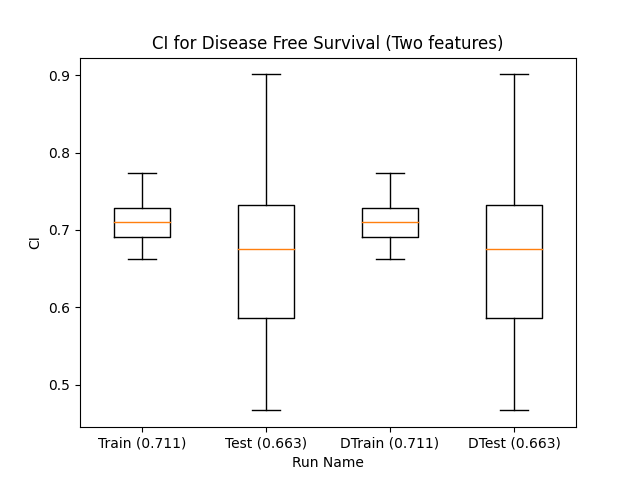 CI for Disease Free Survival (Two features)
0.9
0.8
0.7
0.6
0.5
CI
Train (0.711) Test (0.663) DTrain (0.711) DTest (0.663)
Run Name